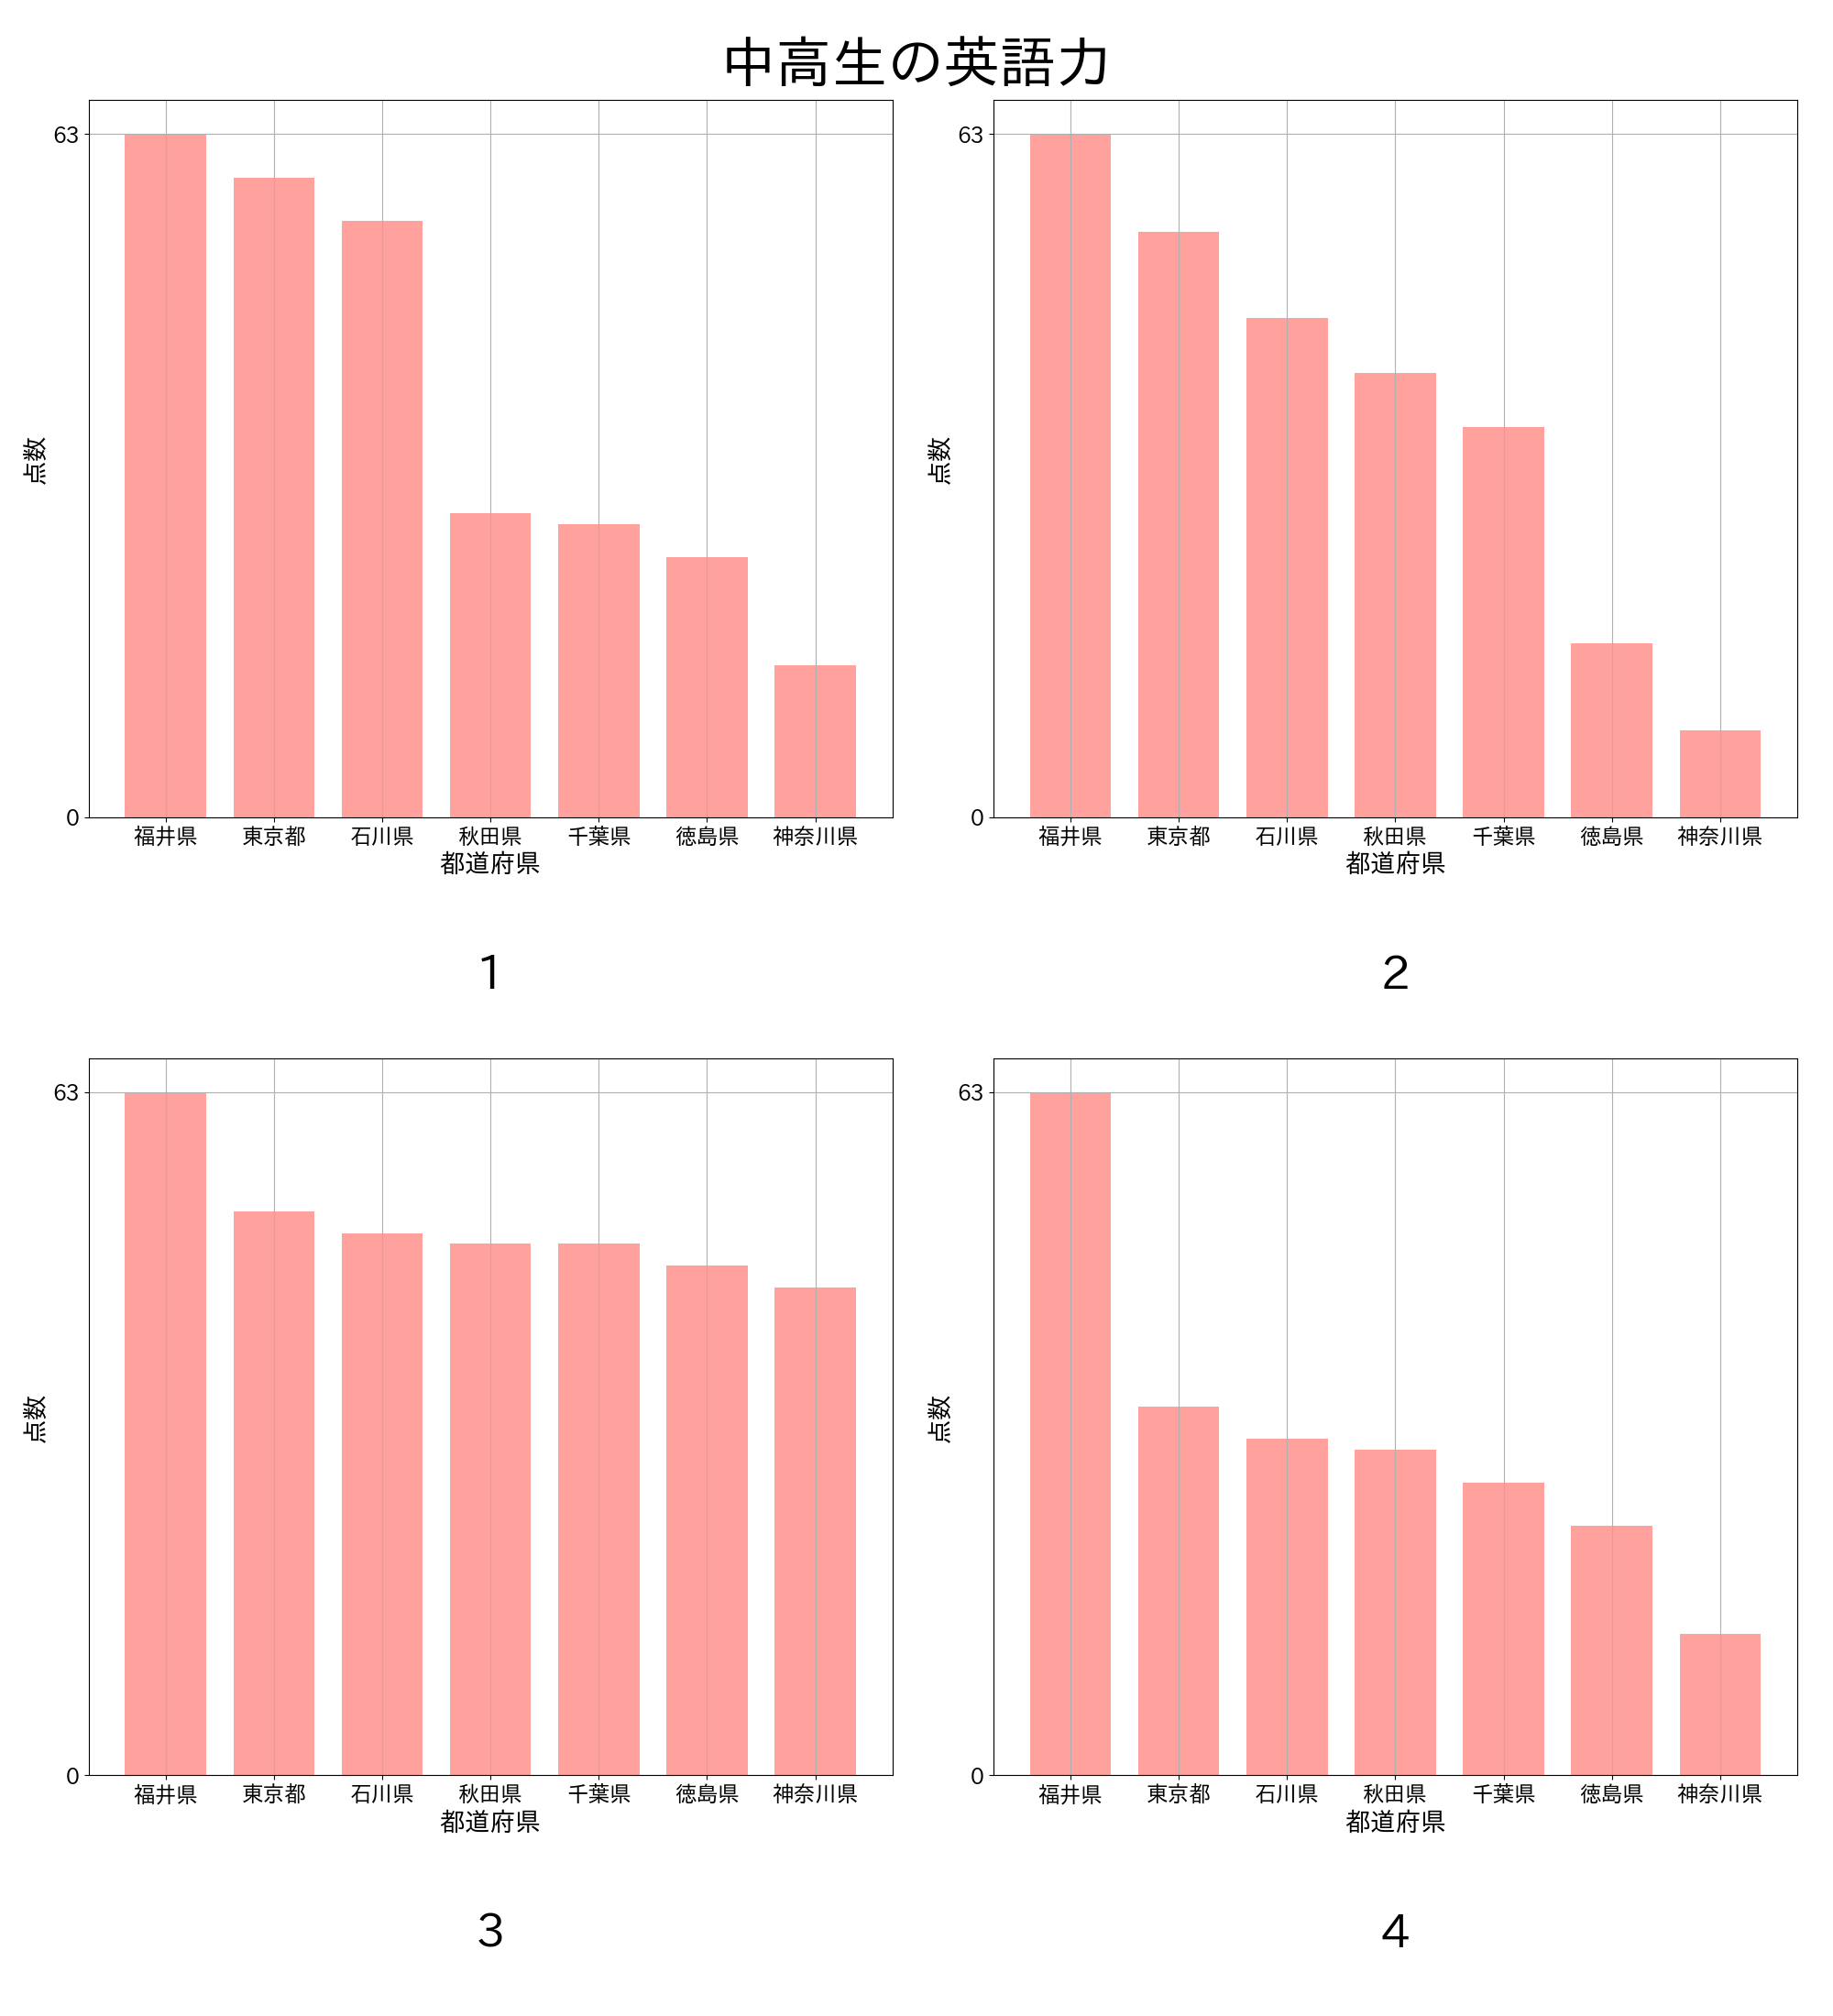 中高生の英語力
63
点数
0
福井県 東京都 石川県 秋田県 千葉県 徳島県 神奈川県
都道府県
1
63
点数
0
福井県 東京都 石川県 秋田県 千葉県 徳島県 神奈川県
都道府県
2
63
点数
0
福井県 東京都 石川県 秋田県 千葉県 徳島県 神奈川県
都道府県
3
63
点数
0
福井県 東京都 石川県 秋田県 千葉県 徳島県 神奈川県
都道府県
4